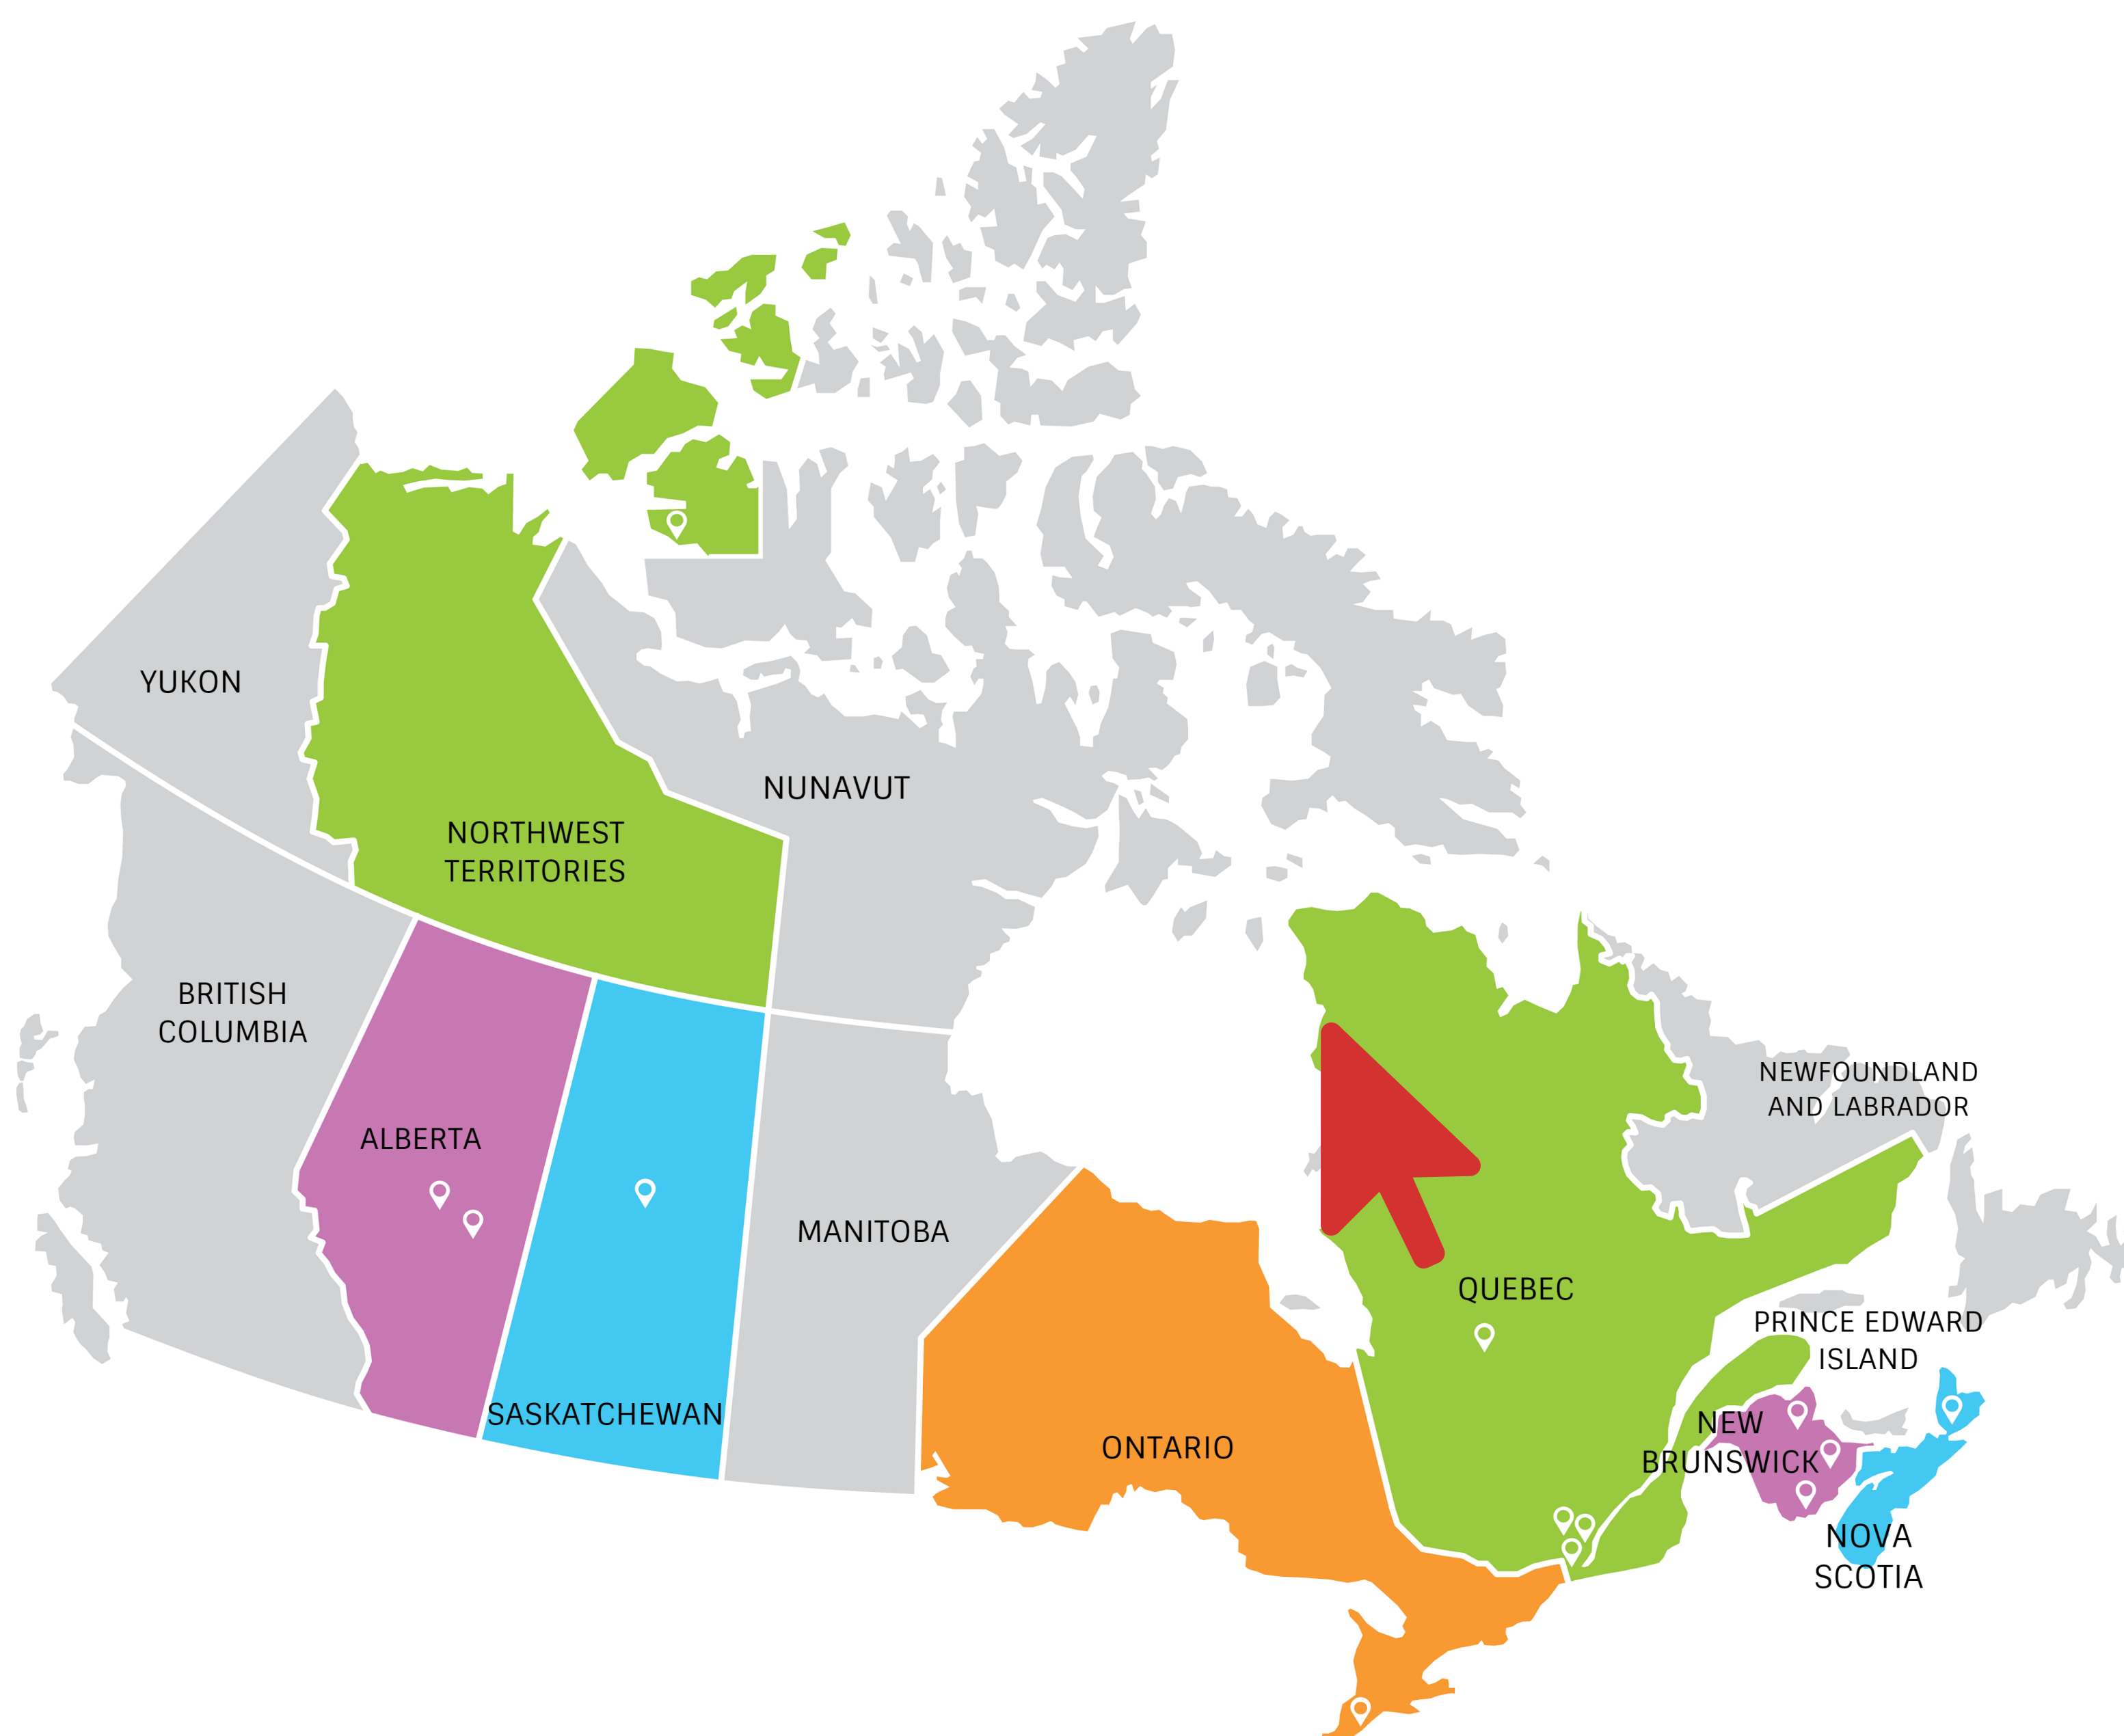 YUKON
NUNAVUT
NORTHWEST
TERRITORIES
BRITISH
COLUMBIA
ALBERTA
SASKATCHEWAN
MANITOBA
ONTARIO
QUEBEC
NEWFOUNDLAND
AND LABRADOR
PRINCE EDWARD
ISLAND
NEW
BRUNSWICK
NOVA
SCOTIA